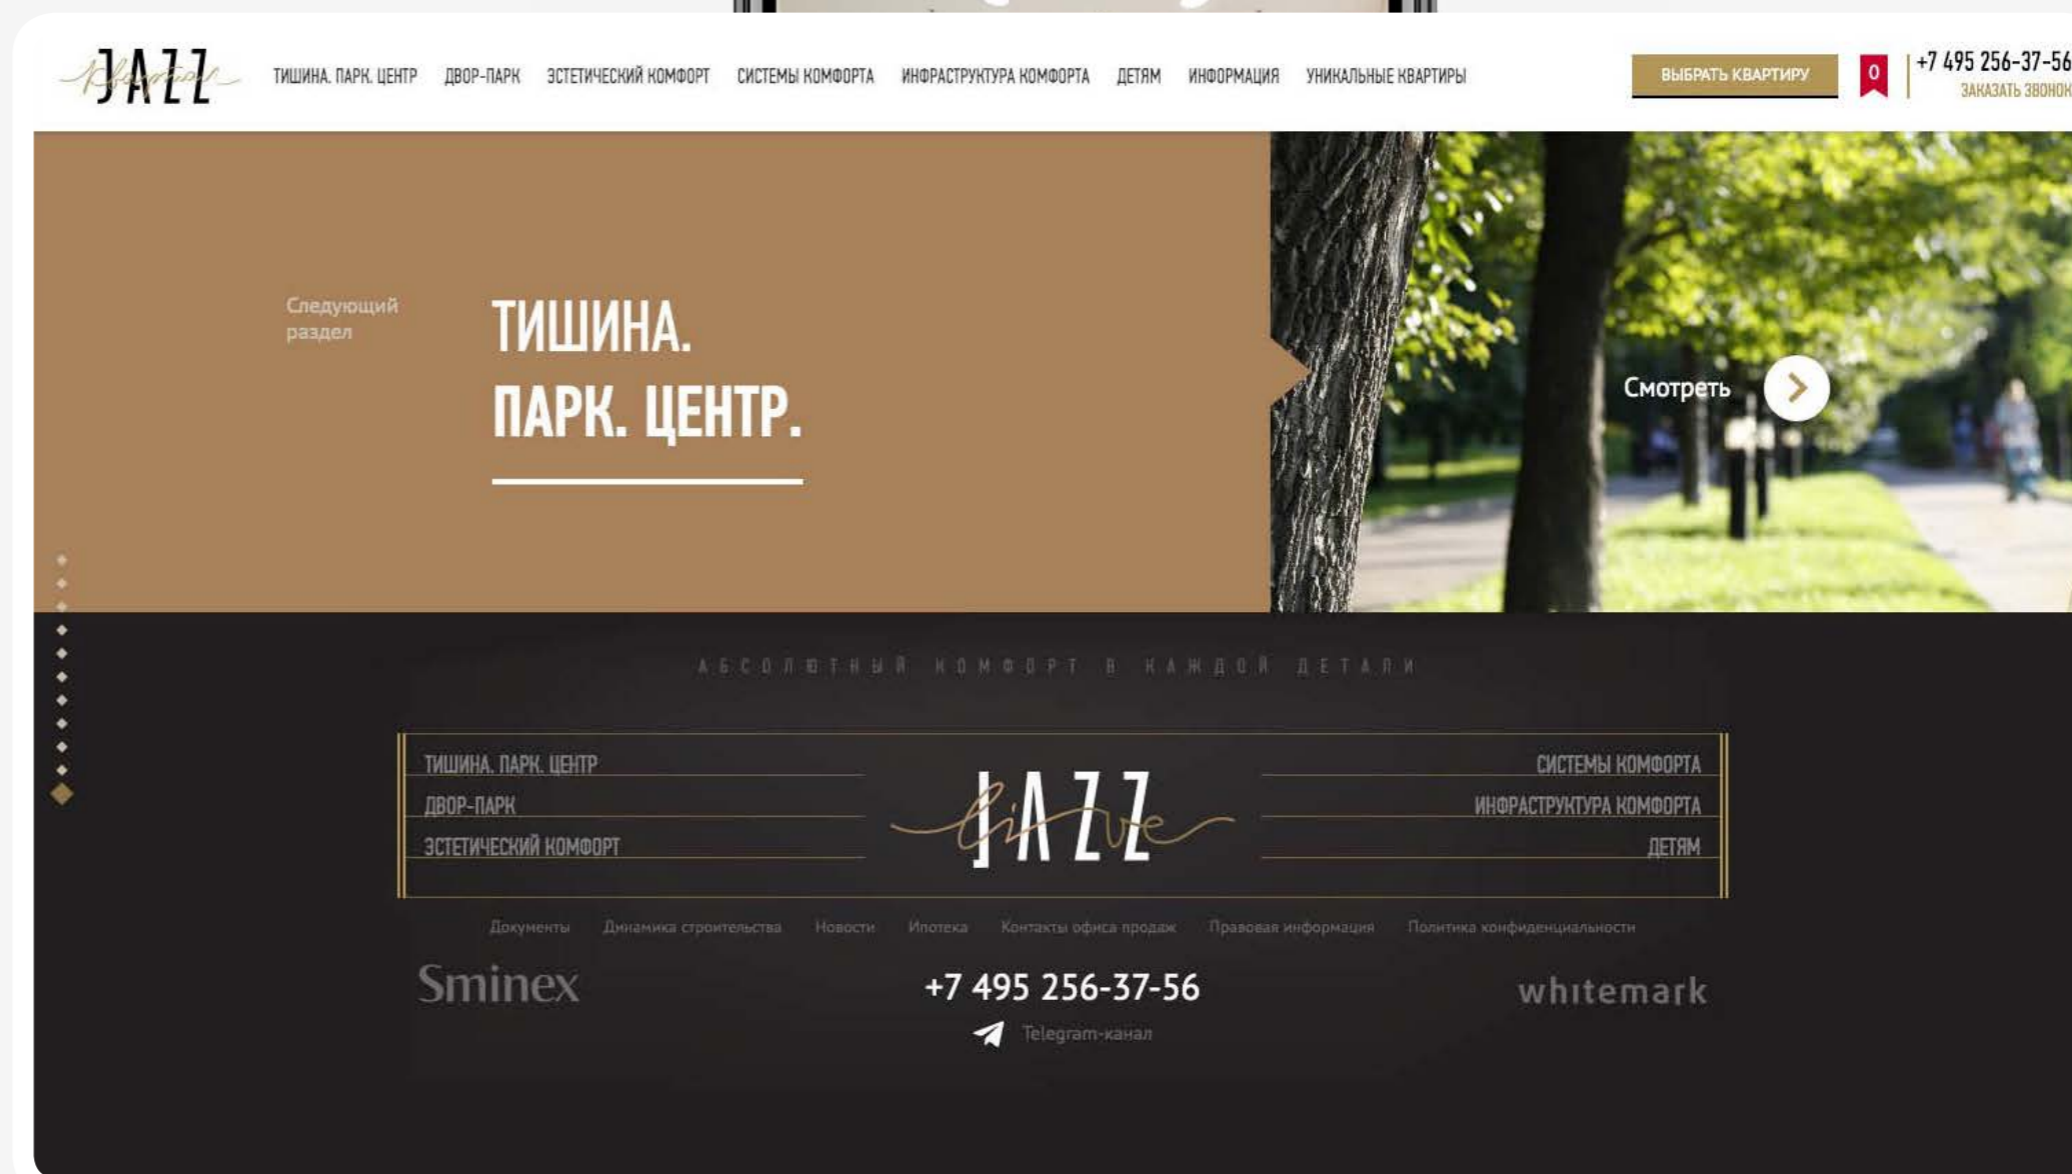 квартал
JAZZ
ТИШИНА. ПАРК. ЦЕНТР
ДВОР-ПАРК
ЭСТЕТИЧЕСКИЙ КОМФОРТ
СИСТЕМЫ КОМФОРТА
ИНФРАСТРУКТУРА КОМФОРТА
ДЕТЯМ
ИНФОРМАЦИЯ
УНИКАЛЬНЫЕ КВАРТИРЫ
ВЫБРАТЬ КВАРТИРУ
0
+7 495 256-37-56
ЗАКАЗАТЬ ЗВОНОК
Следующий
раздел
ТИШИНА.
ПАРК. ЦЕНТР.
Смотреть
АБСОЛЮТНЫЙ КОМФОРТ В КАЖДОЙ ДЕТАЛИ
ТИШИНА. ПАРК. ЦЕНТР
ДВОР-ПАРК
ЭСТЕТИЧЕСКИЙ КОМФОРТ
JAZZ
live
СИСТЕМЫ КОМФОРТА
ИНФРАСТРУКТУРА КОМФОРТА
ДЕТЯМ
Документы
Динамика строительства
Новости
Ипотека
Контакты офиса продаж
Правовая информация
Политика конфиденциальности
Sminex
+7 495 256-37-56
whitemark
Telegram-канал